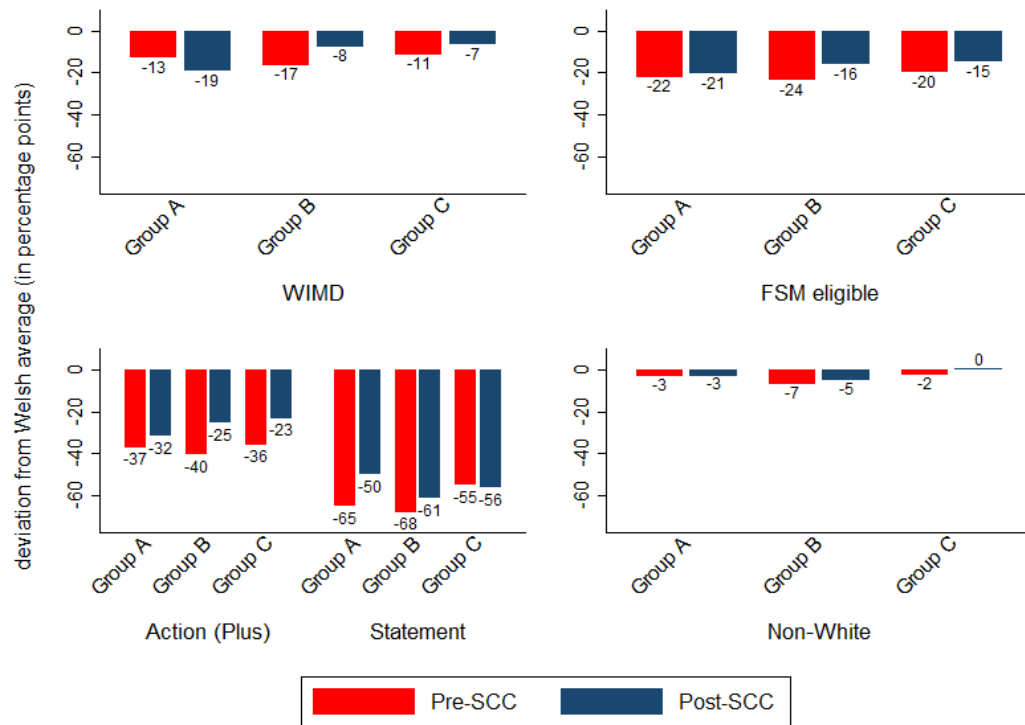 deviation from Welsh average (in percentage points)
0
-20
-40
-60
-13
-19
-17
-8
-11
-7
Group A
Group B
Group C
WIMD
0
-20
-40
-60
-22
-21
-24
-16
-20
-15
Group A
Group B
Group C
FSM eligible
0
-20
-40
-60
-37
-32
-40
-25
-36
-23
-65
-50
-68
-61
-55
-56
Group A
Group B
Group C
Group A
Group B
Group C
Action (Plus)
Statement
0
-20
-40
-60
-3
-3
-7
-5
-2
0
Group A
Group B
Group C
Non-White
Pre-SCC
Post-SCC